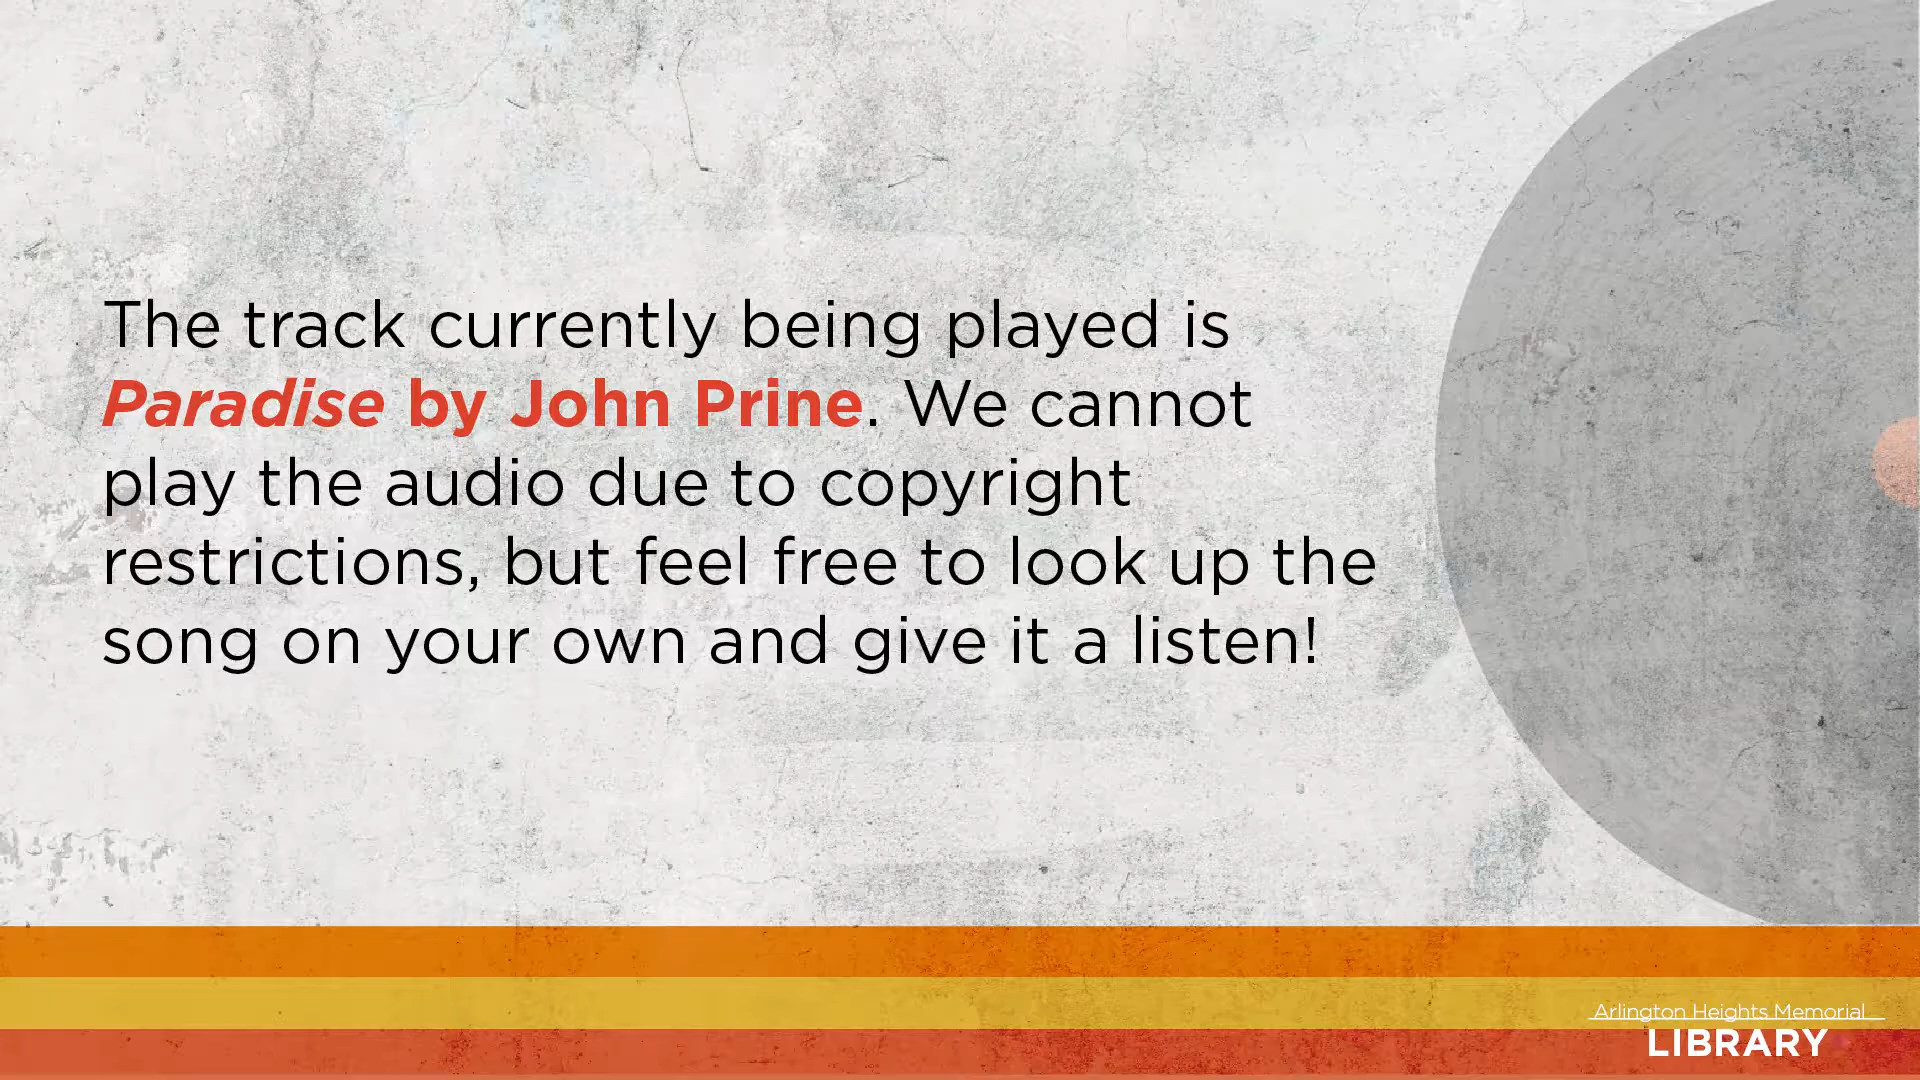 The track currently being played is
Paradise by John Prine. We cannot
play the audio due to copyright
restrictions, but feel free to look up the
song on your own and give it a listen!
Arlington Heights Memorial
LIBRARY